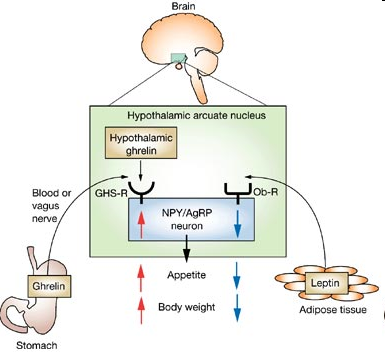 Brain
Hypothalamic arcuate nucleus
Hypothalamic
ghrelin
Blood or
vagus
nerve
GHS-R
Ob-R
NPY/AgRP
neuron
Ghrelin
Appetite
Leptin
Body weight
Adipose tissue
Stomach